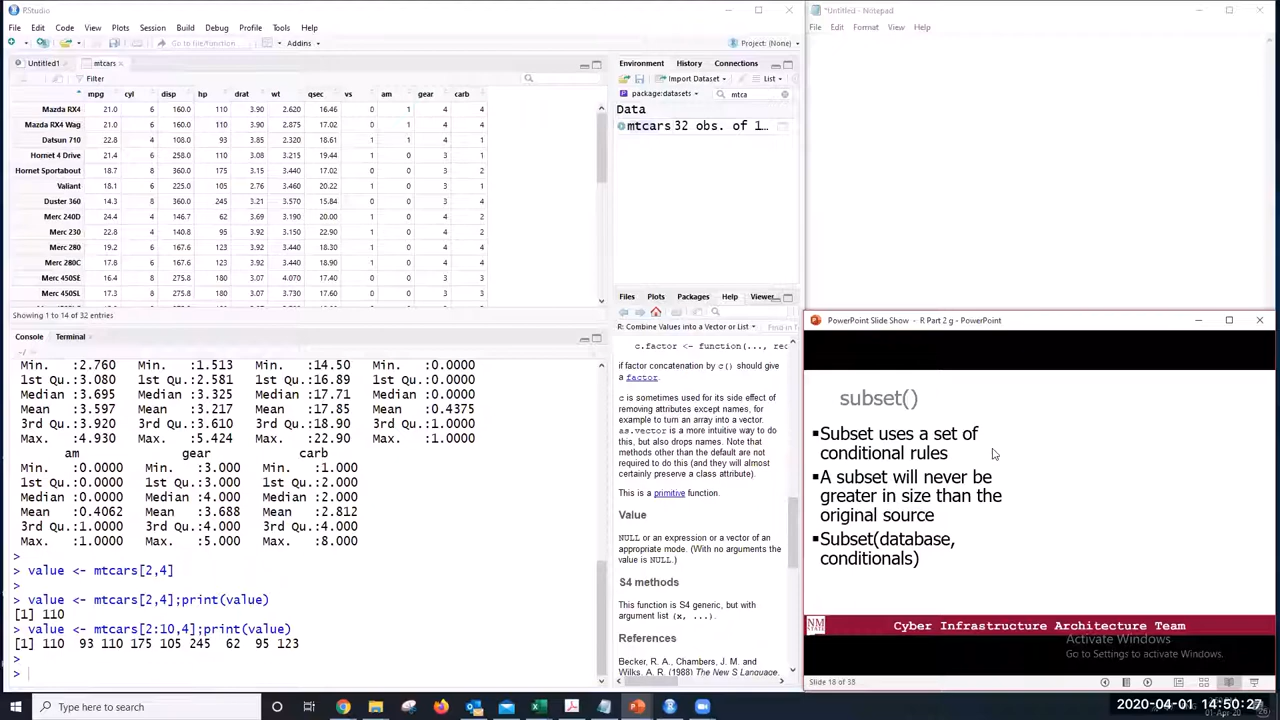 RStudio
File Edit Code View Plots Session Build Debug Profile Tools Help
Go to file/function Addins Project: (None)
Untitled1 mtcars
Filter
mpg cyl disp hp drat wt qsec vs am gear carb
Mazda RX4 21.0 6 160.0 110 3.90 2.620 16.46 0 1 4 4
Mazda RX4 Wag 21.0 6 160.0 110 3.90 2.875 17.02 0 1 4 4
Datsun 710 22.8 4 108.0 93 3.85 2.320 18.61 1 1 4 1
Hornet 4 Drive 21.4 6 258.0 110 3.08 3.215 19.44 1 0 3 1
Hornet Sportabout 18.7 8 360.0 175 3.15 3.440 17.02 0 0 3 2
Valiant 18.1 6 225.0 105 2.76 3.460 20.22 1 0 3 1
Duster 360 14.3 8 360.0 245 3.21 3.570 15.84 0 0 3 4
Merc 240D 24.4 4 146.7 62 3.69 3.190 20.00 1 0 4 2
Merc 230 22.8 4 140.8 95 3.92 3.150 22.90 1 0 4 2
Merc 280 19.2 6 167.6 123 3.92 3.440 18.30 1 0 4 4
Merc 280C 17.8 6 167.6 123 3.92 3.440 18.90 1 0 4 4
Merc 450SE 16.4 8 275.8 180 3.07 4.070 17.40 0 0 3 3
Merc 450SL 17.3 8 275.8 180 3.07 3.730 17.60 0 0 3 3
Showing 1 to 14 of 32 entries
Console Terminal
~/
Min. :2.760 Min. :1.513 Min. :14.50 Min. :0.0000
1st Qu.:3.080 1st Qu.:2.581 1st Qu.:16.89 1st Qu.:0.0000
Median :3.695 Median :3.325 Median :17.71 Median :0.0000
Mean :3.597 Mean :3.217 Mean :17.85 Mean :0.4375
3rd Qu.:3.920 3rd Qu.:3.610 3rd Qu.:18.90 3rd Qu.:1.0000
Max. :4.930 Max. :5.424 Max. :22.90 Max. :1.0000
am gear carb
Min. :0.0000 Min. :3.000 Min. :1.000
1st Qu.:0.0000 1st Qu.:3.000 1st Qu.:2.000
Median :0.0000 Median :4.000 Median :2.000
Mean :0.4062 Mean :3.688 Mean :2.812
3rd Qu.:1.0000 3rd Qu.:4.000 3rd Qu.:4.000
Max. :1.0000 Max. :5.000 Max. :8.000
>
> value <- mtcars[2,4]
>
> value <- mtcars[2,4];print(value)
[1] 110
> value <- mtcars[2:10,4];print(value)
[1] 110 93 110 175 105 245 62 95 123
>
>
Environment History Connections
Import Dataset List
package:datasets mtca
Data
mtcars 32 obs. of 1...
Files Plots Packages Help Viewer
R: Combine Values into a Vector or List Find in
c.factor <- function(..., rec
if factor concatenation by c() should give
a factor.
c is sometimes used for its side effect of
removing attributes except names, for
example to turn an array into a vector.
as.vector is a more intuitive way to do
this, but also drops names. Note that
methods other than the default are not
required to do this (and they will almost
certainly preserve a class attribute).
This is a primitive function.
Value
NULL or an expression or a vector of an
appropriate mode. (With no arguments the
value is NULL.)
S4 methods
This function is S4 generic, but with
argument list (x, ...).
References
Becker, R. A., Chambers, J. M. and
Wilks, A. R. (1988) The New S Language.
*Untitled - Notepad
File Edit Format View Help
PowerPoint Slide Show - R Part 2 g - PowerPoint
subset()
▪Subset uses a set of
conditional rules
▪A subset will never be
greater in size than the
original source
▪Subset(database,
conditionals)
NM
STATE
Cyber Infrastructure Architecture Team
Activate Windows
Go to Settings to activate Windows.
Slide 18 of 38
Type here to search
2020-04-01 14:50:27